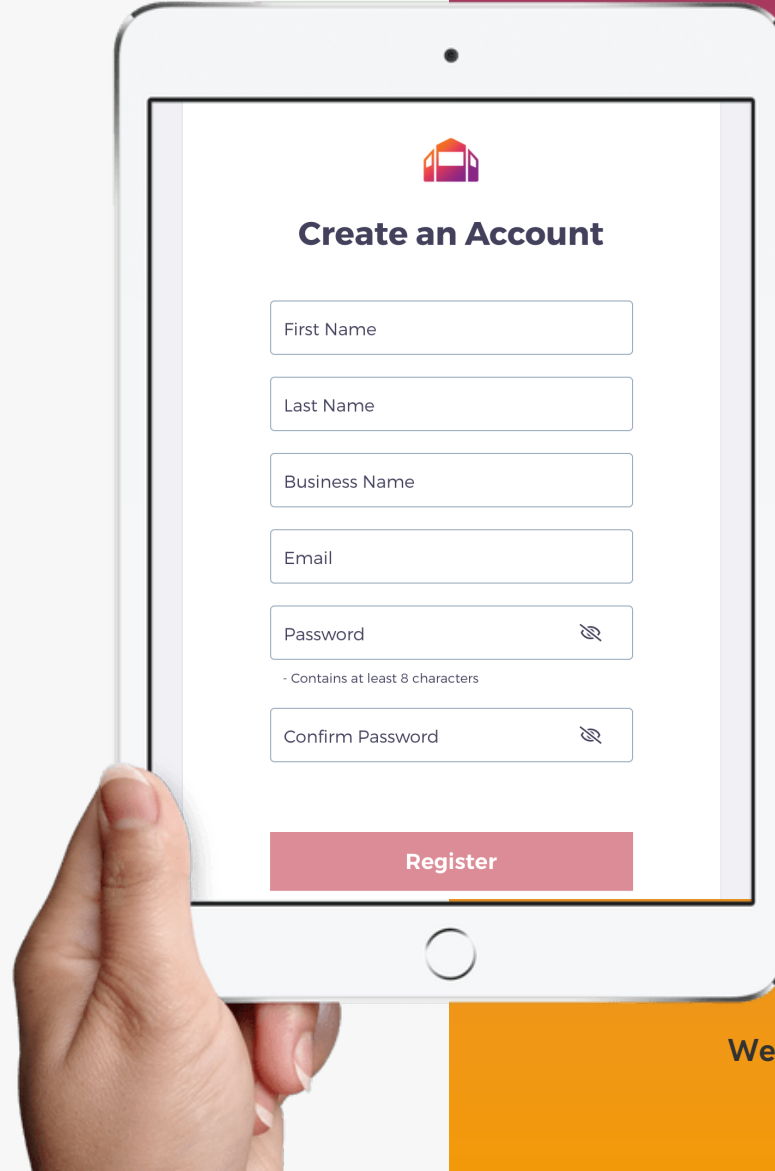 Create an Account
First Name
Last Name
Business Name
Email
Password
- Contains at least 8 characters
Confirm Password
Register
We